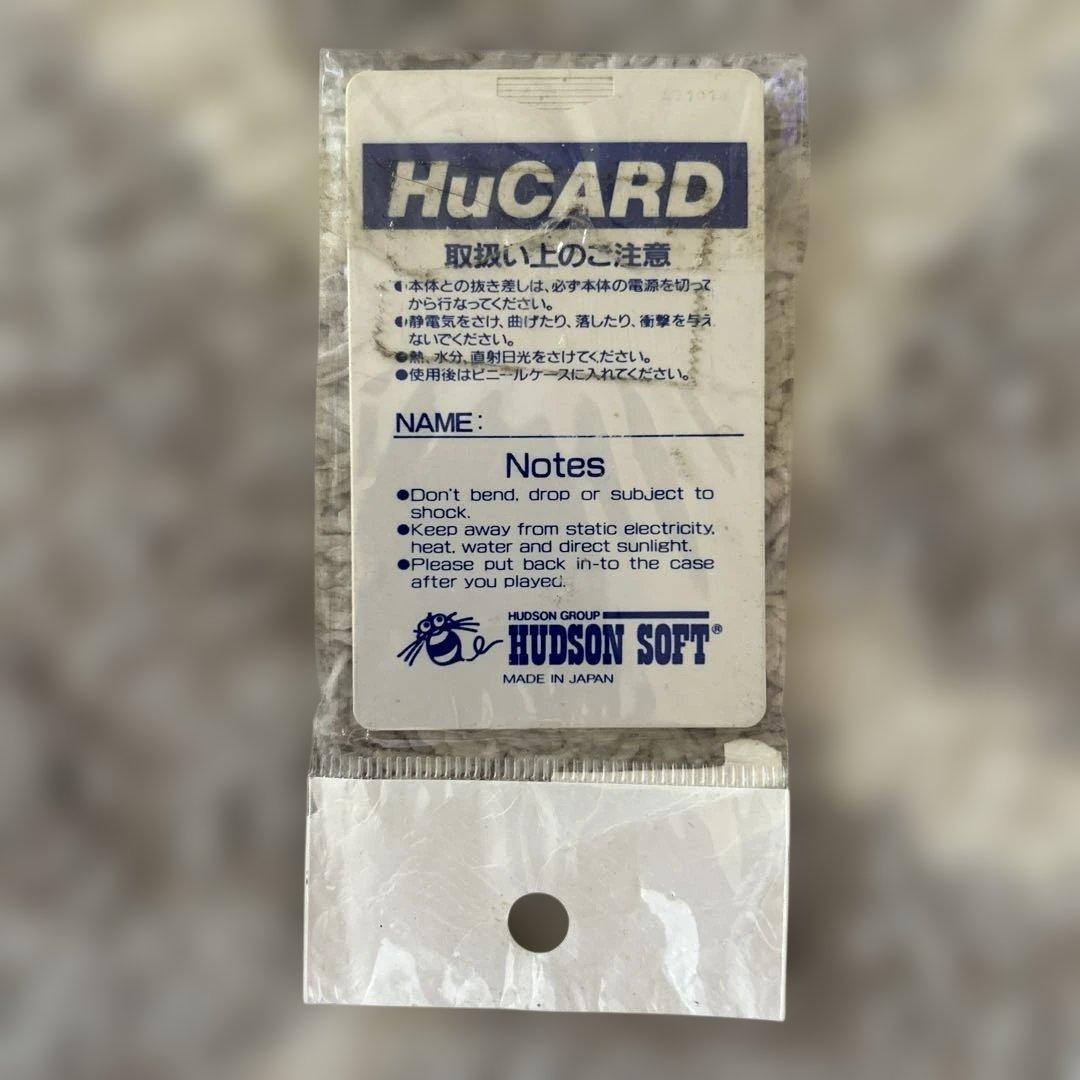 HuCARD
取扱い上のご注意
●本体との抜き差しは、必ず本体の電源を切って
から行なってください。
●静電気をさけ、曲げたり、落したり、衝撃を与え
ないでください。
●熱、水分、直射日光をさけてください。
●使用後はビニールケースに入れてください。
NAME:
Notes
●Don't bend, drop or subject to
shock.
●Keep away from static electricity,
heat, water and direct sunlight.
●Please put back in-to the case
after you played.
HUDSON GROUP
HUDSON SOFT®
MADE IN JAPAN